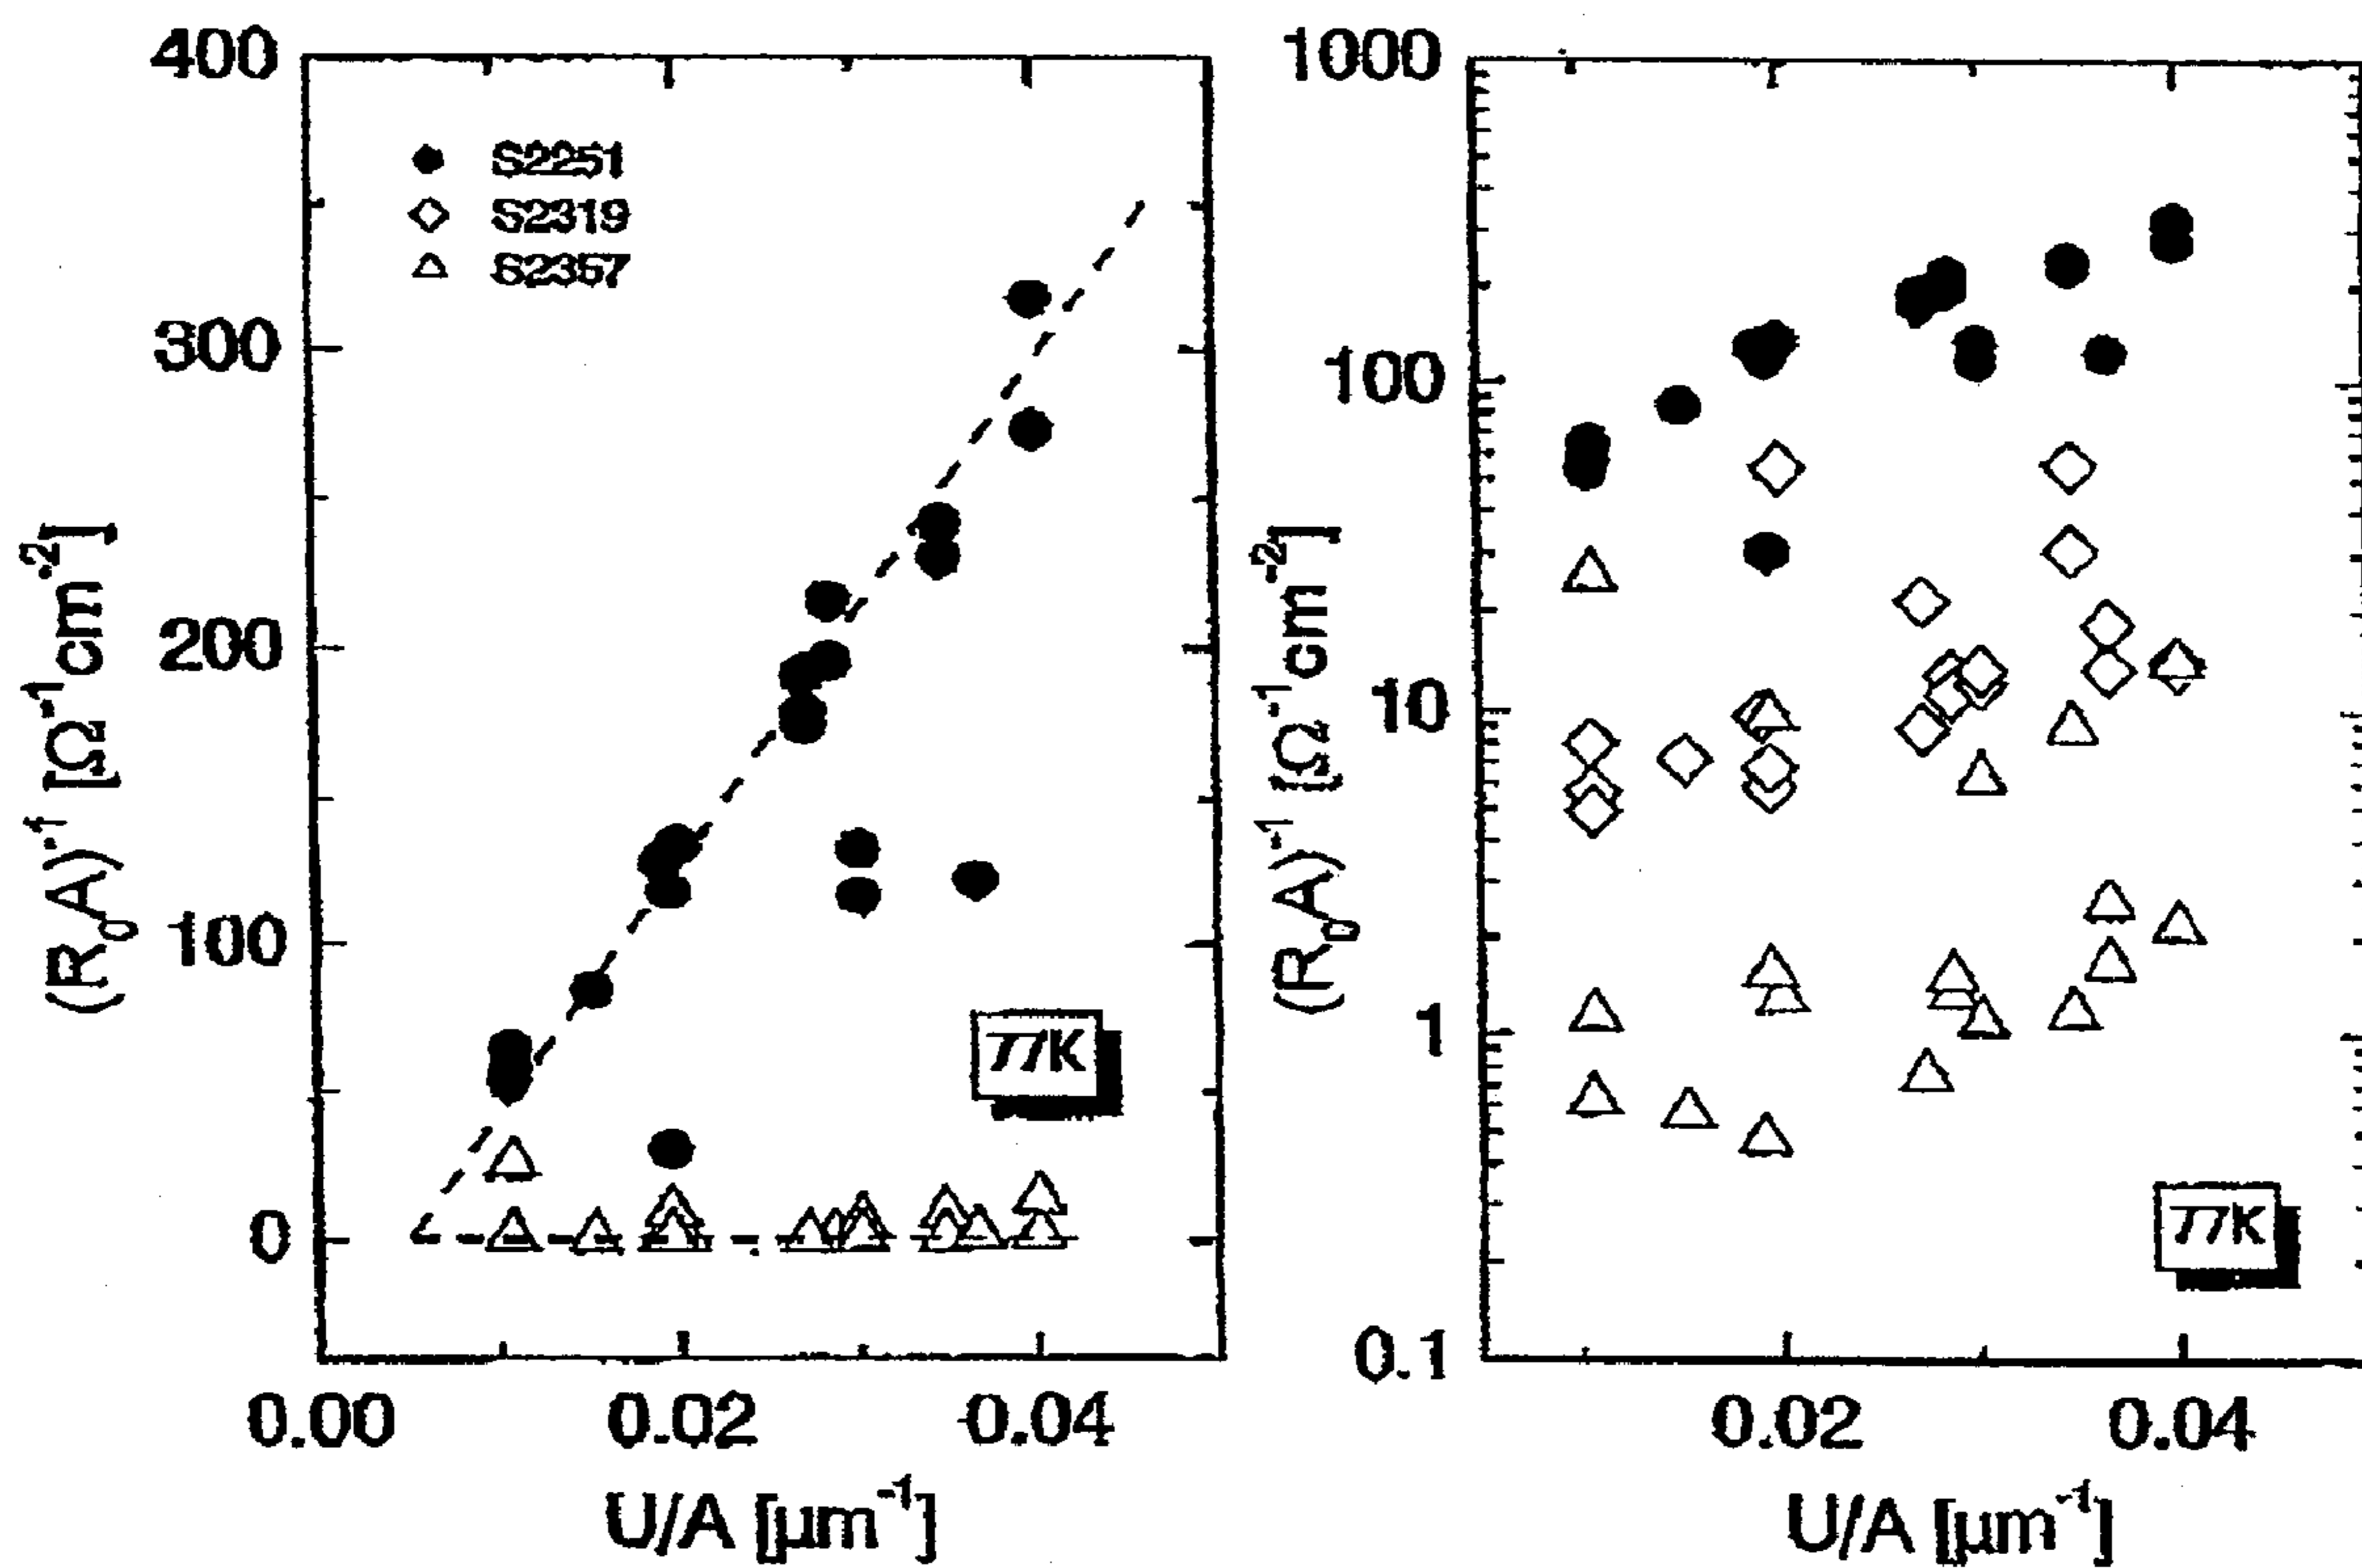 400
300
200
100
0
(R₀A)⁻¹ [Ω⁻¹cm⁻²]
S2251
S2319
S2357
77K
0.00 0.02 0.04
U/A [µm⁻¹]
1000
100
10
1
0.1
(R₀A)⁻¹ [Ω⁻¹cm⁻²]
77K
0.02 0.04
U/A [µm⁻¹]